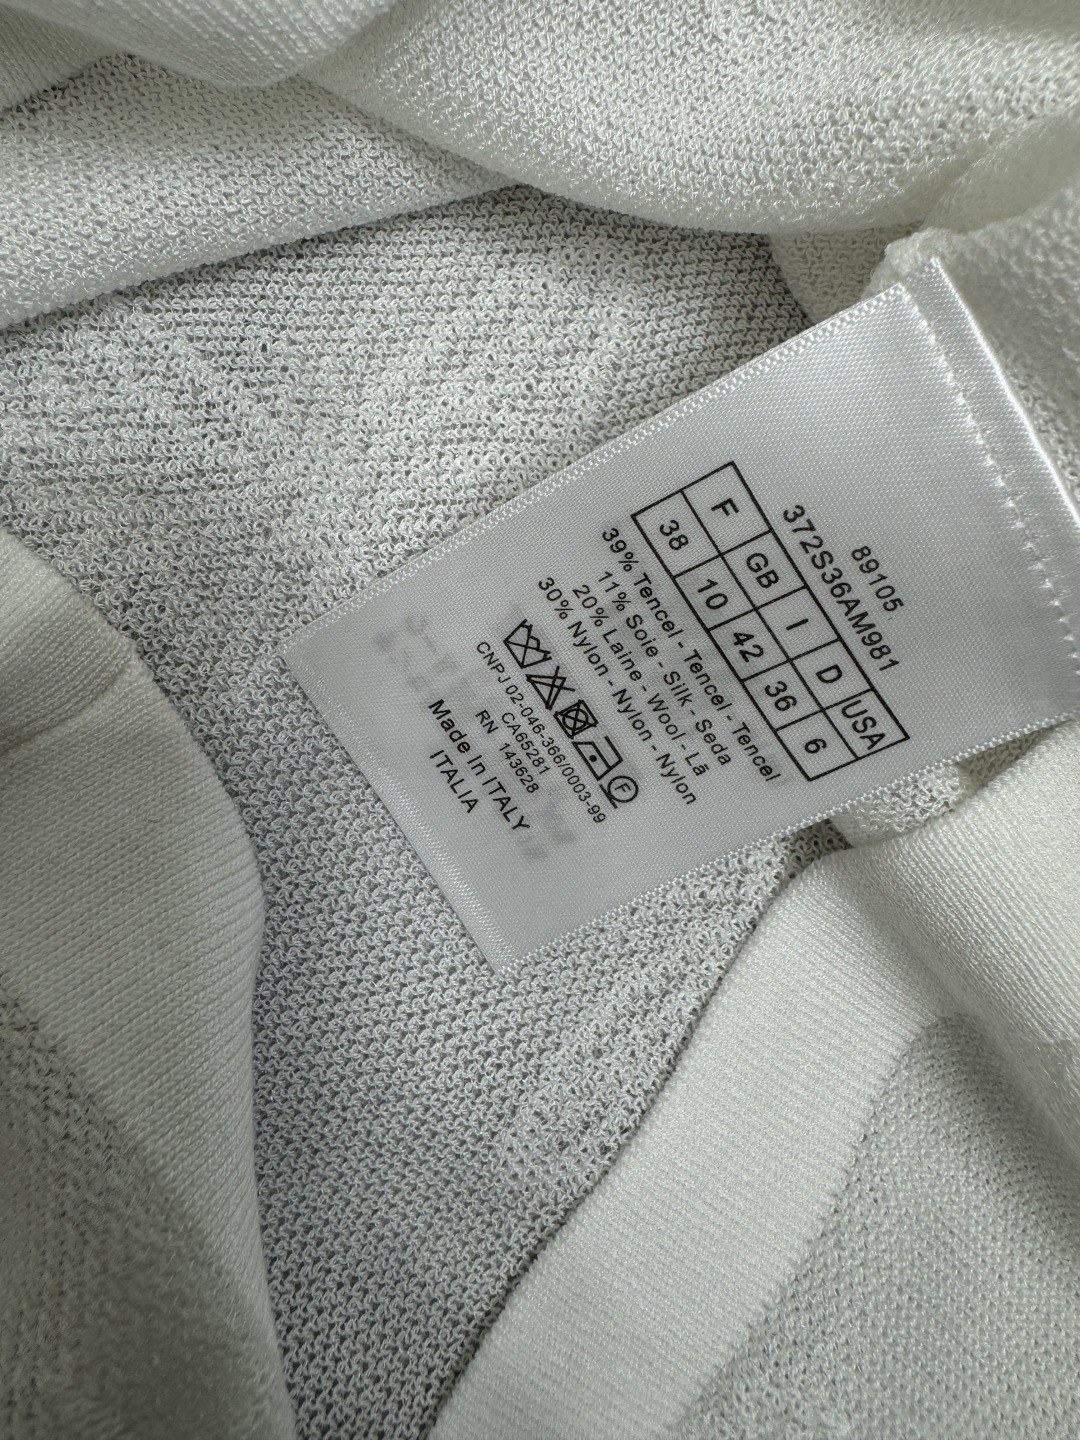 89105
372S36AM981
F GB I D USA
38 10 42 36 6
39% Tencel - Tencel - Tencel
11% Soie - Silk - Seda
20% Laine - Wool - Lã
30% Nylon - Nylon - Nylon
F
CNPJ 02-046-366/0003-99
CA65281
RN 143628
Made In ITALY
ITALIA